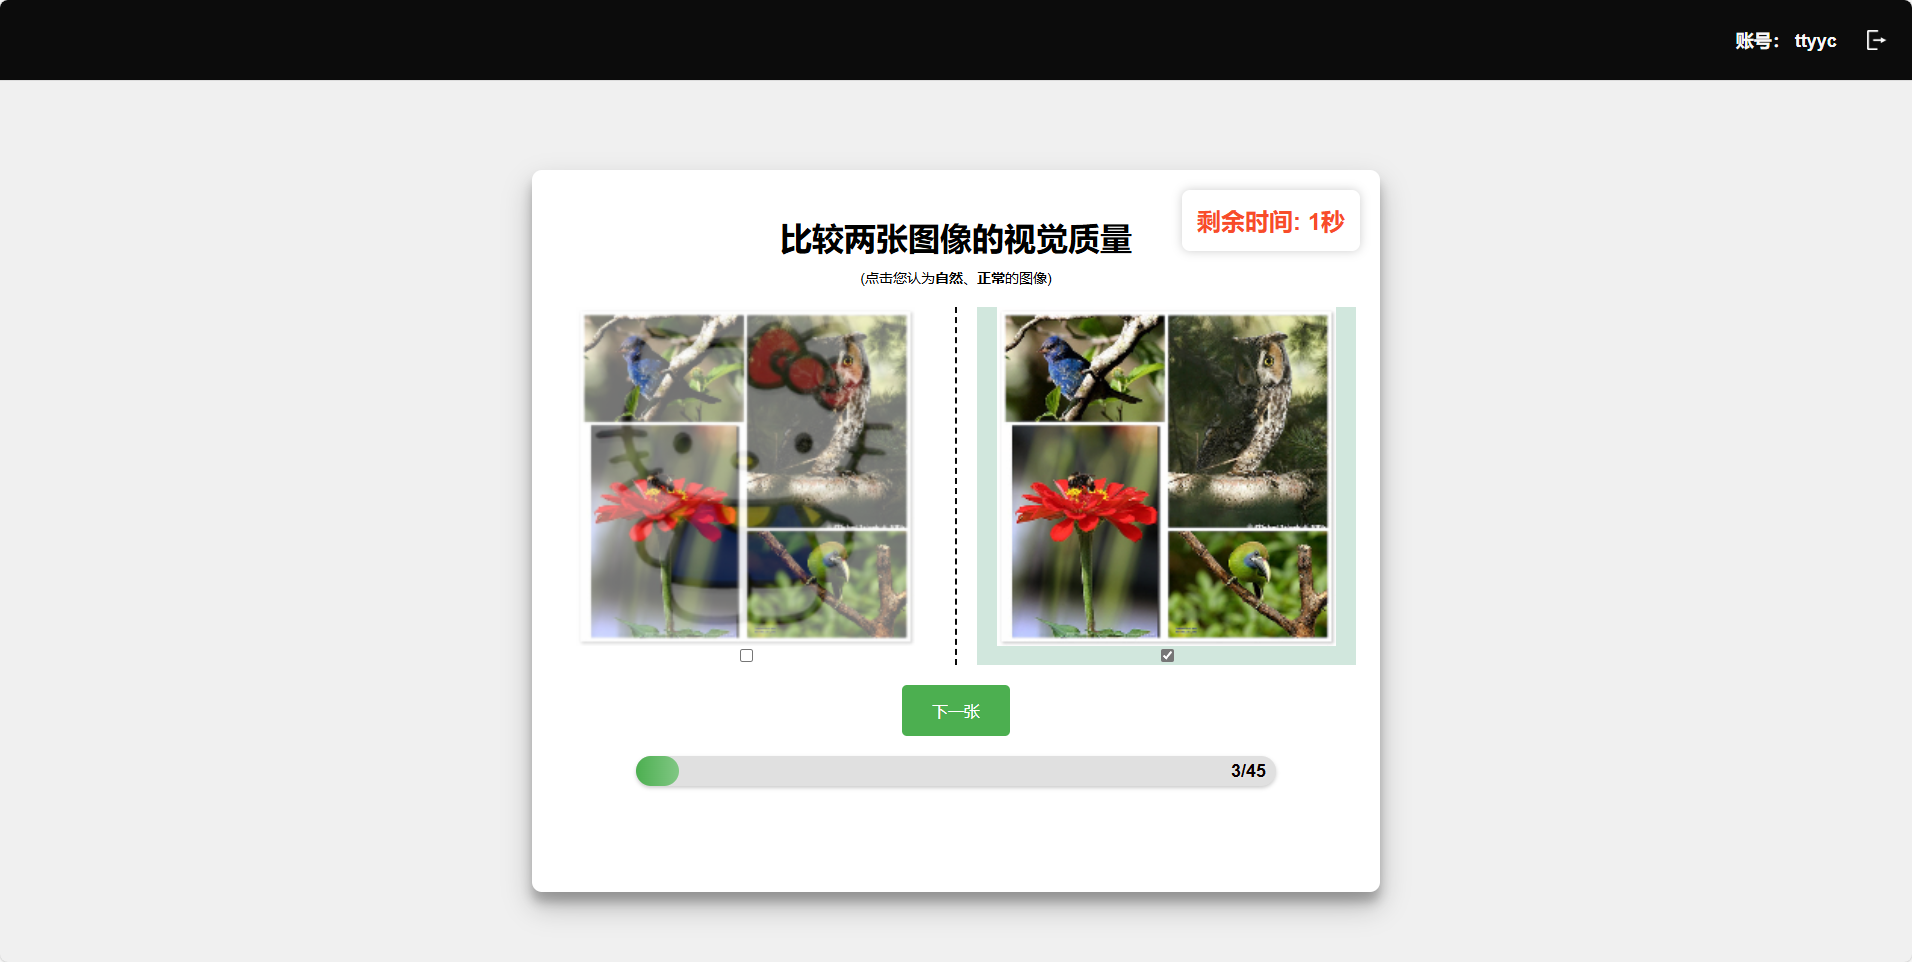 账号： ttyyc
剩余时间: 1秒
比较两张图像的视觉质量
(点击您认为自然、正常的图像)
下一张
3/45